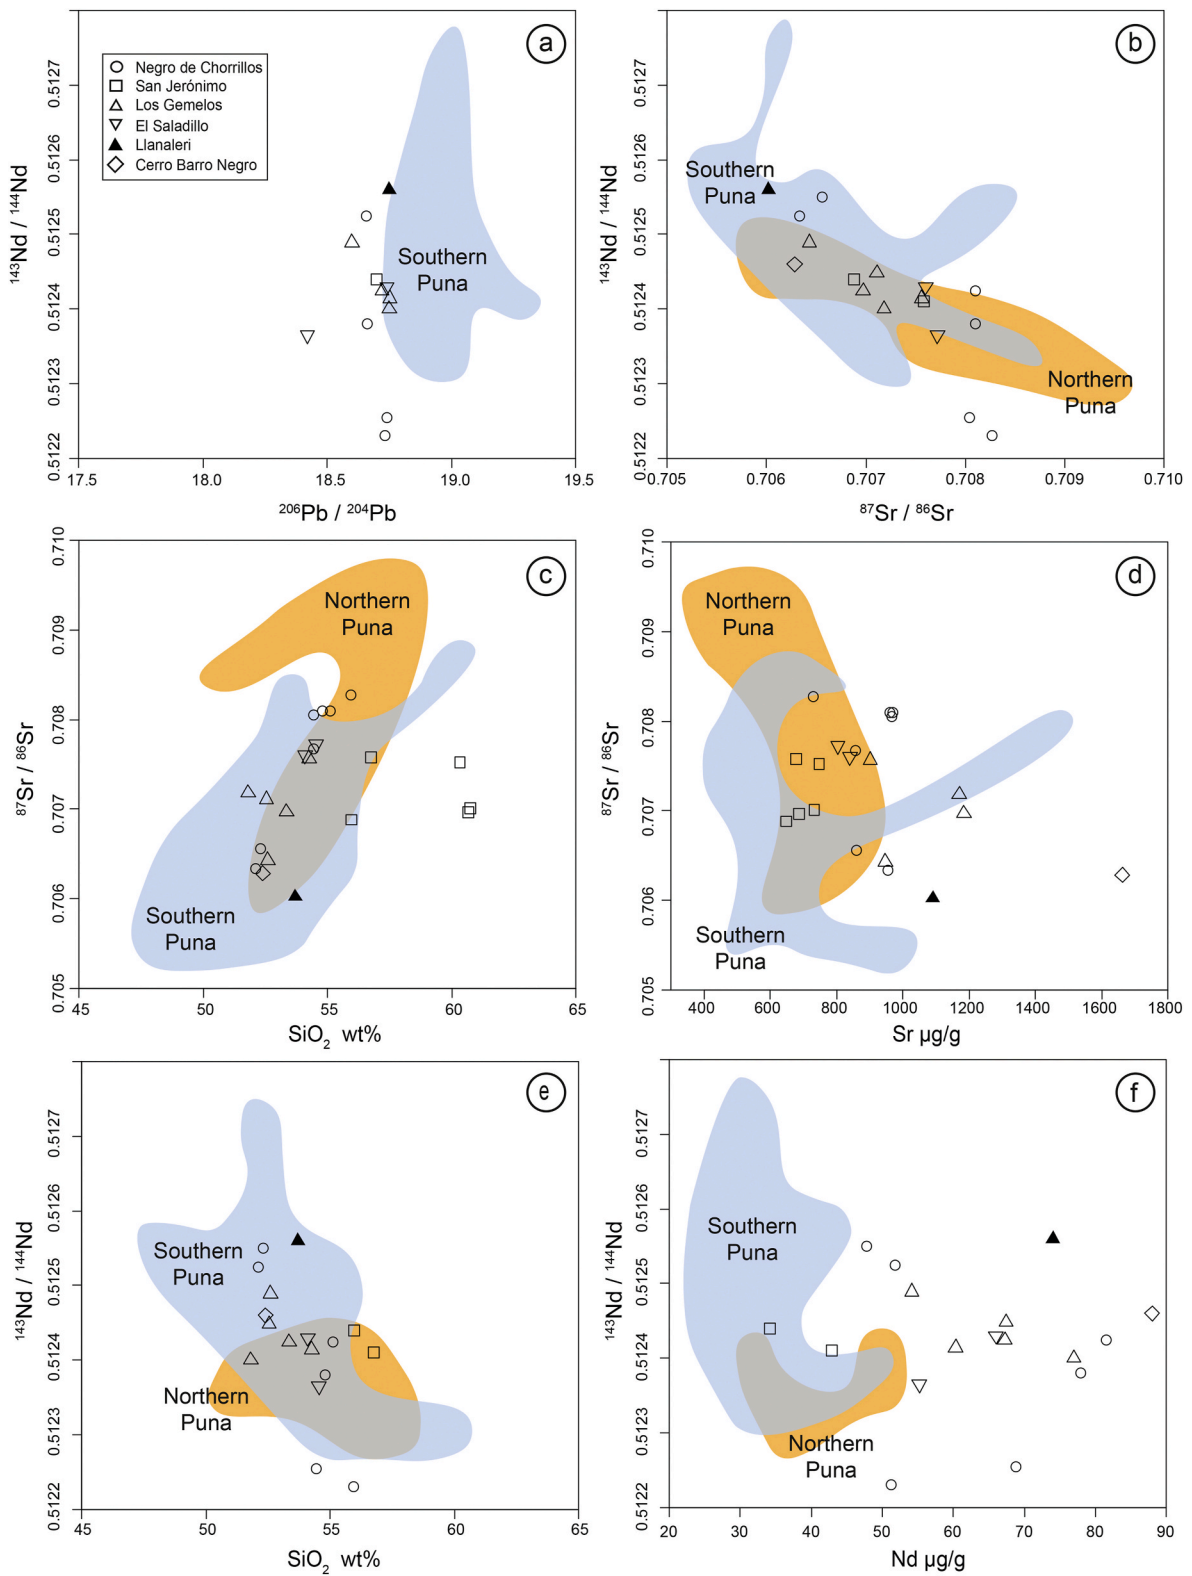 a
Negro de Chorrillos
San Jerónimo
Los Gemelos
El Saladillo
Llanaleri
Cerro Barro Negro
Southern
Puna
0.5127
0.5126
0.5125
0.5124
0.5123
0.5122
¹⁴³Nd / ¹⁴⁴Nd
17.5 18.0 18.5 19.0 19.5
²⁰⁶Pb / ²⁰⁴Pb
b
Southern
Puna
Northern
Puna
0.5127
0.5126
0.5125
0.5124
0.5123
0.5122
¹⁴³Nd / ¹⁴⁴Nd
0.705 0.706 0.707 0.708 0.709 0.710
⁸⁷Sr / ⁸⁶Sr
c
Northern
Puna
Southern
Puna
0.710
0.709
0.708
0.707
0.706
0.705
⁸⁷Sr / ⁸⁶Sr
45 50 55 60 65
SiO₂ wt%
d
Northern
Puna
Southern
Puna
0.710
0.709
0.708
0.707
0.706
0.705
⁸⁷Sr / ⁸⁶Sr
400 600 800 1000 1200 1400 1600 1800
Sr µg/g
e
Southern
Puna
Northern
Puna
0.5127
0.5126
0.5125
0.5124
0.5123
0.5122
¹⁴³Nd / ¹⁴⁴Nd
45 50 55 60 65
SiO₂ wt%
f
Southern
Puna
Northern
Puna
0.5127
0.5126
0.5125
0.5124
0.5123
0.5122
¹⁴³Nd / ¹⁴⁴Nd
20 30 40 50 60 70 80 90
Nd µg/g